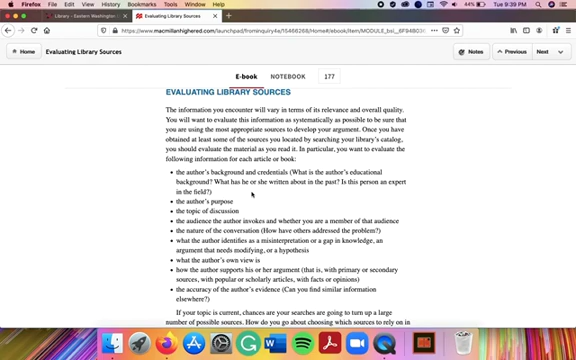 Firefox File Edit View History Bookmarks Tools Window Help
Tue 9:39 PM
Library – Eastern Washington
Evaluating Library Sources
Home
Evaluating Library Sources
Notes
Previous
Next
E-book
NOTEBOOK
177
EVALUATING LIBRARY SOURCES
The information you encounter will vary in terms of its relevance and overall quality.
You will want to evaluate this information as systematically as possible to be sure that
you are using the most appropriate sources to develop your argument. Once you have
obtained at least some of the sources you located by searching your library's catalog,
you should evaluate the material as you read it. In particular, you want to evaluate the
following information for each article or book:
• the author's background and credentials (What is the author's educational
background? What has he or she written about in the past? Is this person an expert
in the field?)
• the author's purpose
• the topic of discussion
• the audience the author invokes and whether you are a member of that audience
• the nature of the conversation (How have others addressed the problem?)
• what the author identifies as a misinterpretation or a gap in knowledge, an
argument that needs modifying, or a hypothesis
• what the author's own view is
• how the author supports his or her argument (that is, with primary or secondary
sources, with popular or scholarly articles, with facts or opinions)
• the accuracy of the author's evidence (Can you find similar information
elsewhere?)
If your topic is current, chances are your searches are going to turn up a large
number of possible sources. How do you go about choosing which sources to rely on in